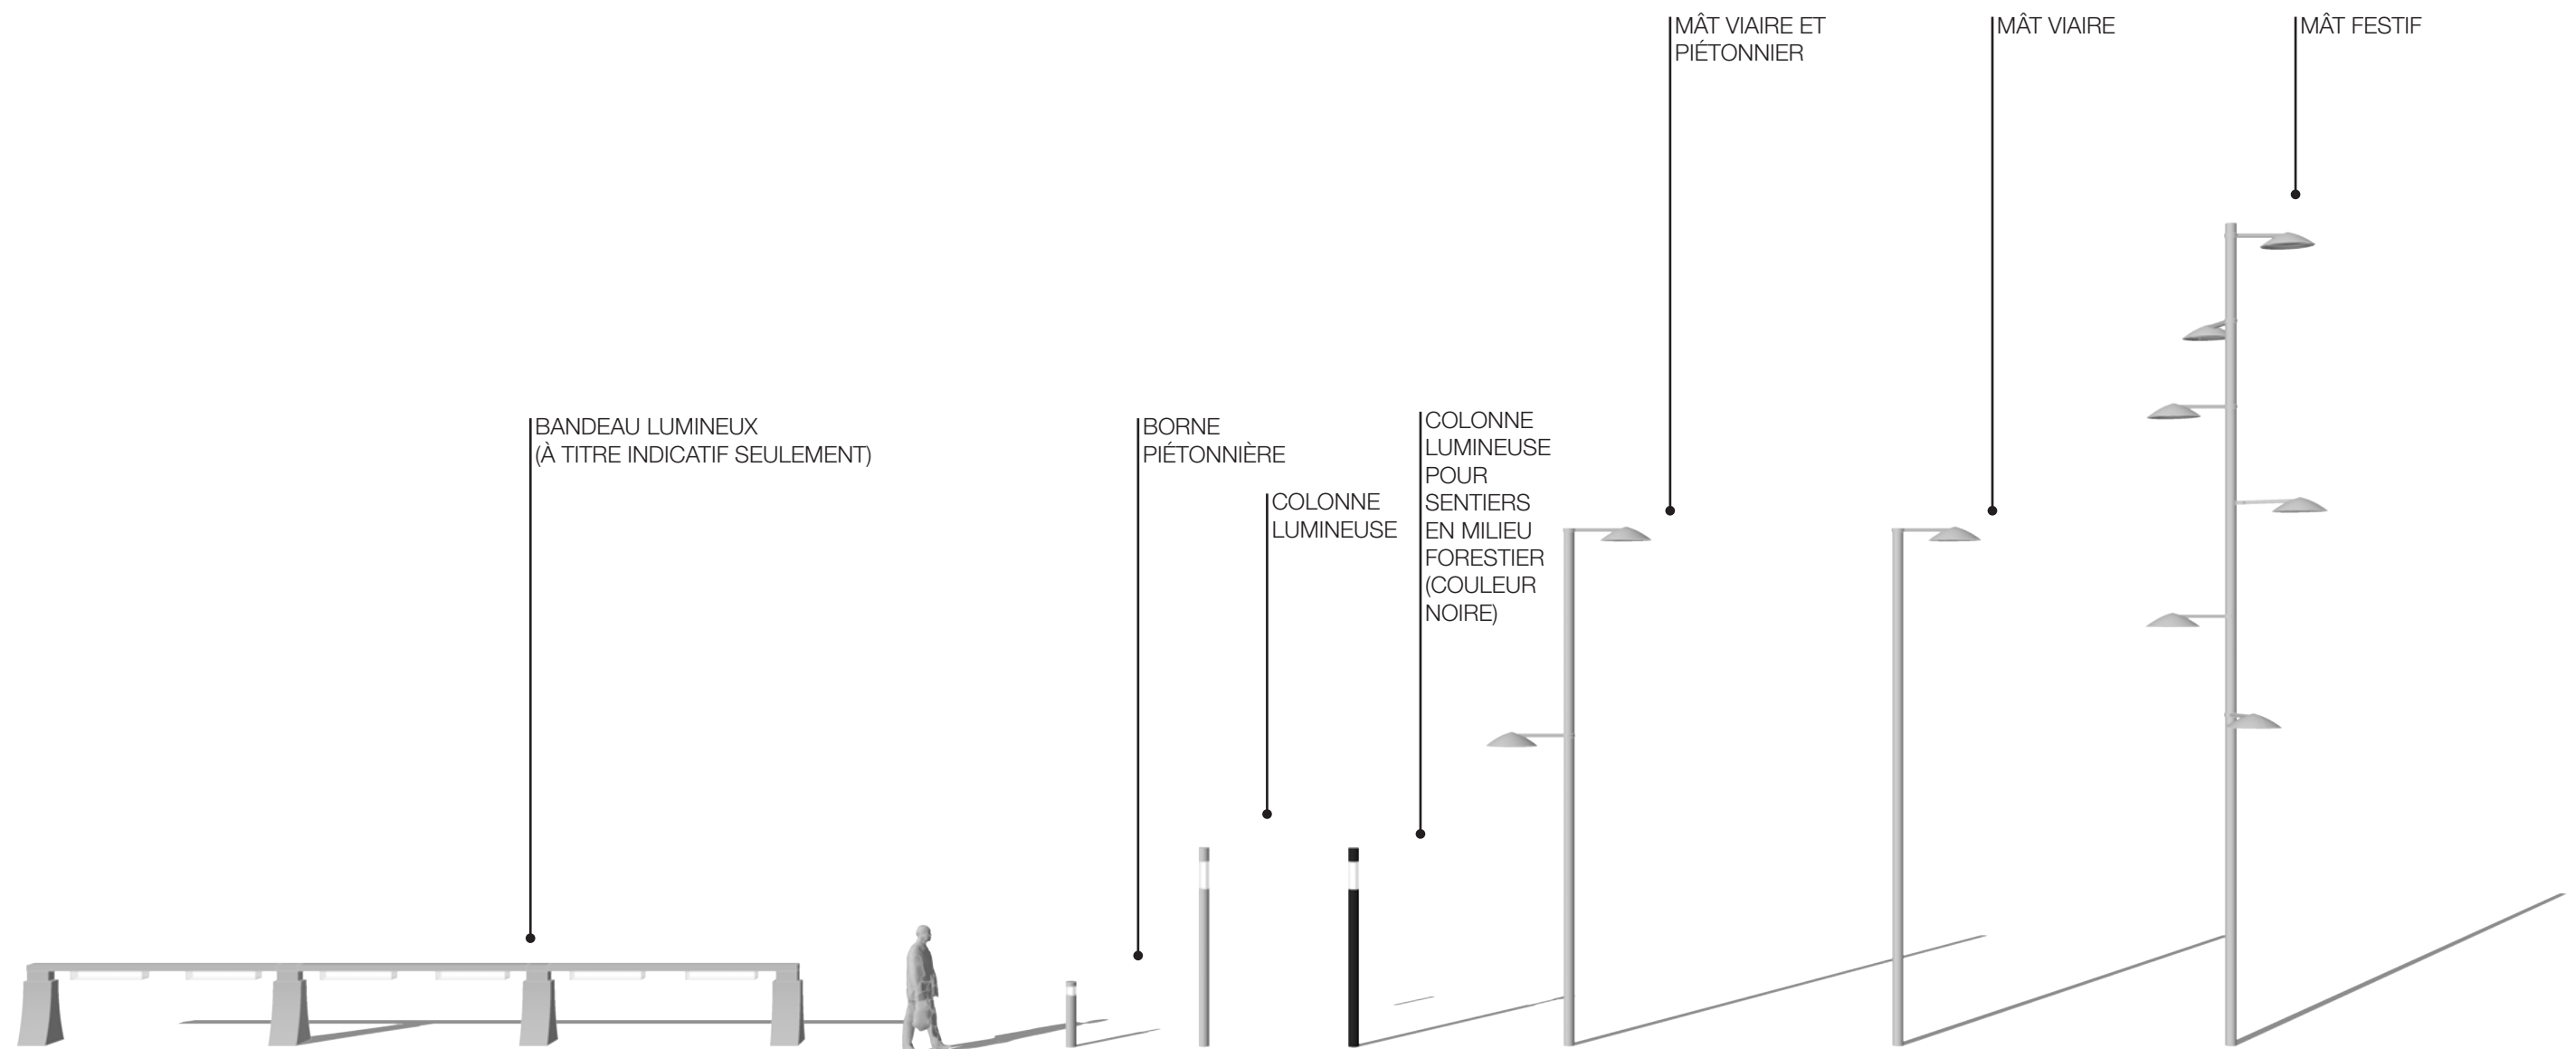 MÂT VIAIRE ET
PIÉTONNIER
MÂT VIAIRE
MÂT FESTIF
BANDEAU LUMINEUX
(À TITRE INDICATIF SEULEMENT)
BORNE
PIÉTONNIÈRE
COLONNE
LUMINEUSE
COLONNE
LUMINEUSE
POUR
SENTIERS
EN MILIEU
FORESTIER
(COULEUR
NOIRE)